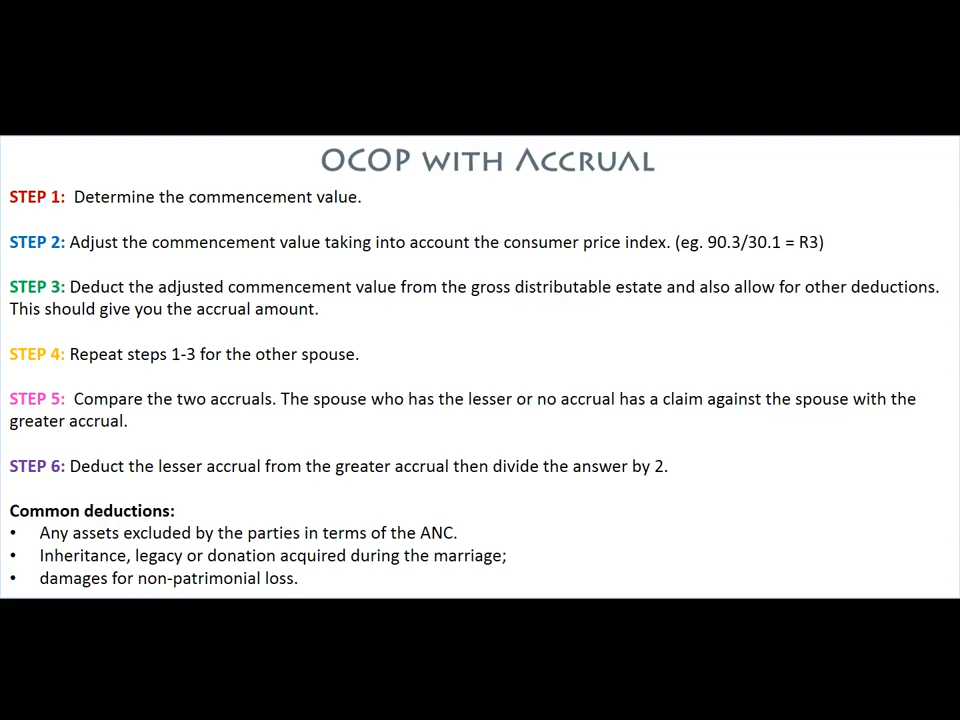 OCOP with Accrual
STEP 1: Determine the commencement value.
STEP 2: Adjust the commencement value taking into account the consumer price index. (eg. 90.3/30.1 = R3)
STEP 3: Deduct the adjusted commencement value from the gross distributable estate and also allow for other deductions.
This should give you the accrual amount.
STEP 4: Repeat steps 1-3 for the other spouse.
STEP 5: Compare the two accruals. The spouse who has the lesser or no accrual has a claim against the spouse with the
greater accrual.
STEP 6: Deduct the lesser accrual from the greater accrual then divide the answer by 2.
Common deductions:
• Any assets excluded by the parties in terms of the ANC.
• Inheritance, legacy or donation acquired during the marriage;
• damages for non-patrimonial loss.